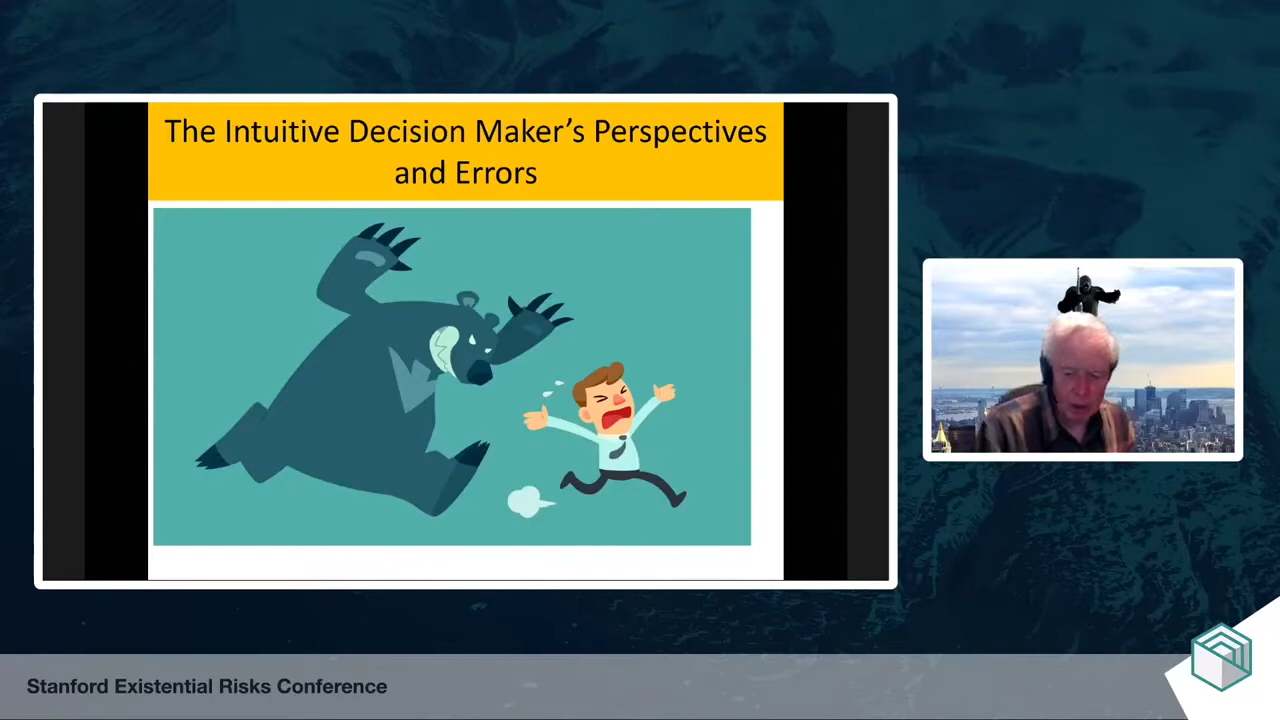 The Intuitive Decision Maker’s Perspectives
and Errors
Stanford Existential Risks Conference